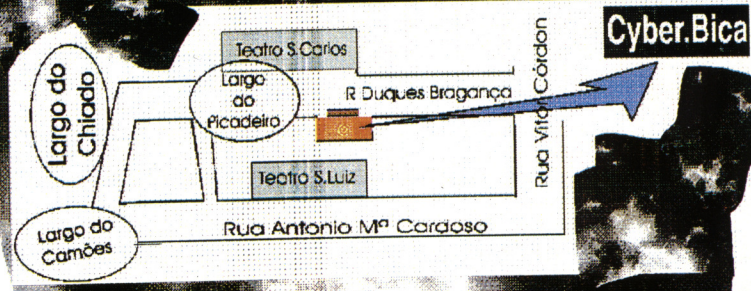 Cyber.Bica
Teatro S.Carlos
Largo do
Chiado
Largo
do
Picadeiro
R Duques Bragança
Rua Vitor Córdon
Teatro S.Luiz
Largo do
Camões
Rua Antonio Mª Cardoso